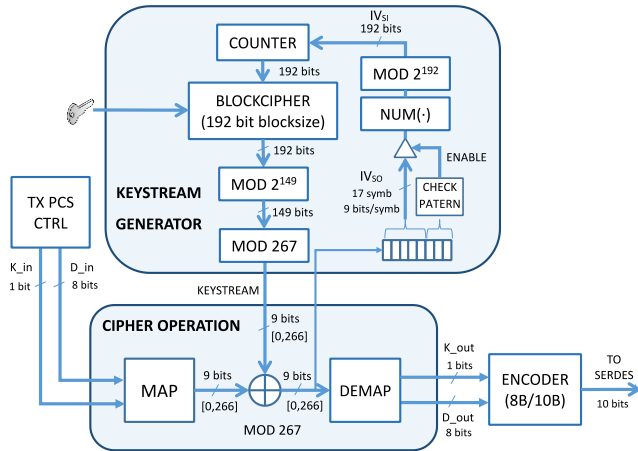 IVSI
192 bits
COUNTER
192 bits
MOD 2^192
BLOCKCIPHER
(192 bit blocksize)
NUM(·)
192 bits
ENABLE
MOD 2^149
IVSO
17 symb
9 bits/symb
CHECK
PATERN
KEYSTREAM
GENERATOR
149 bits
MOD 267
TX PCS
CTRL
K_in
1 bit
D_in
8 bits
KEYSTREAM
CIPHER OPERATION
9 bits
[0,266]
MAP
9 bits
[0,266]
9 bits
[0,266]
MOD 267
DEMAP
K_out
1 bits
D_out
8 bits
ENCODER
(8B/10B)
TO
SERDES
10 bits